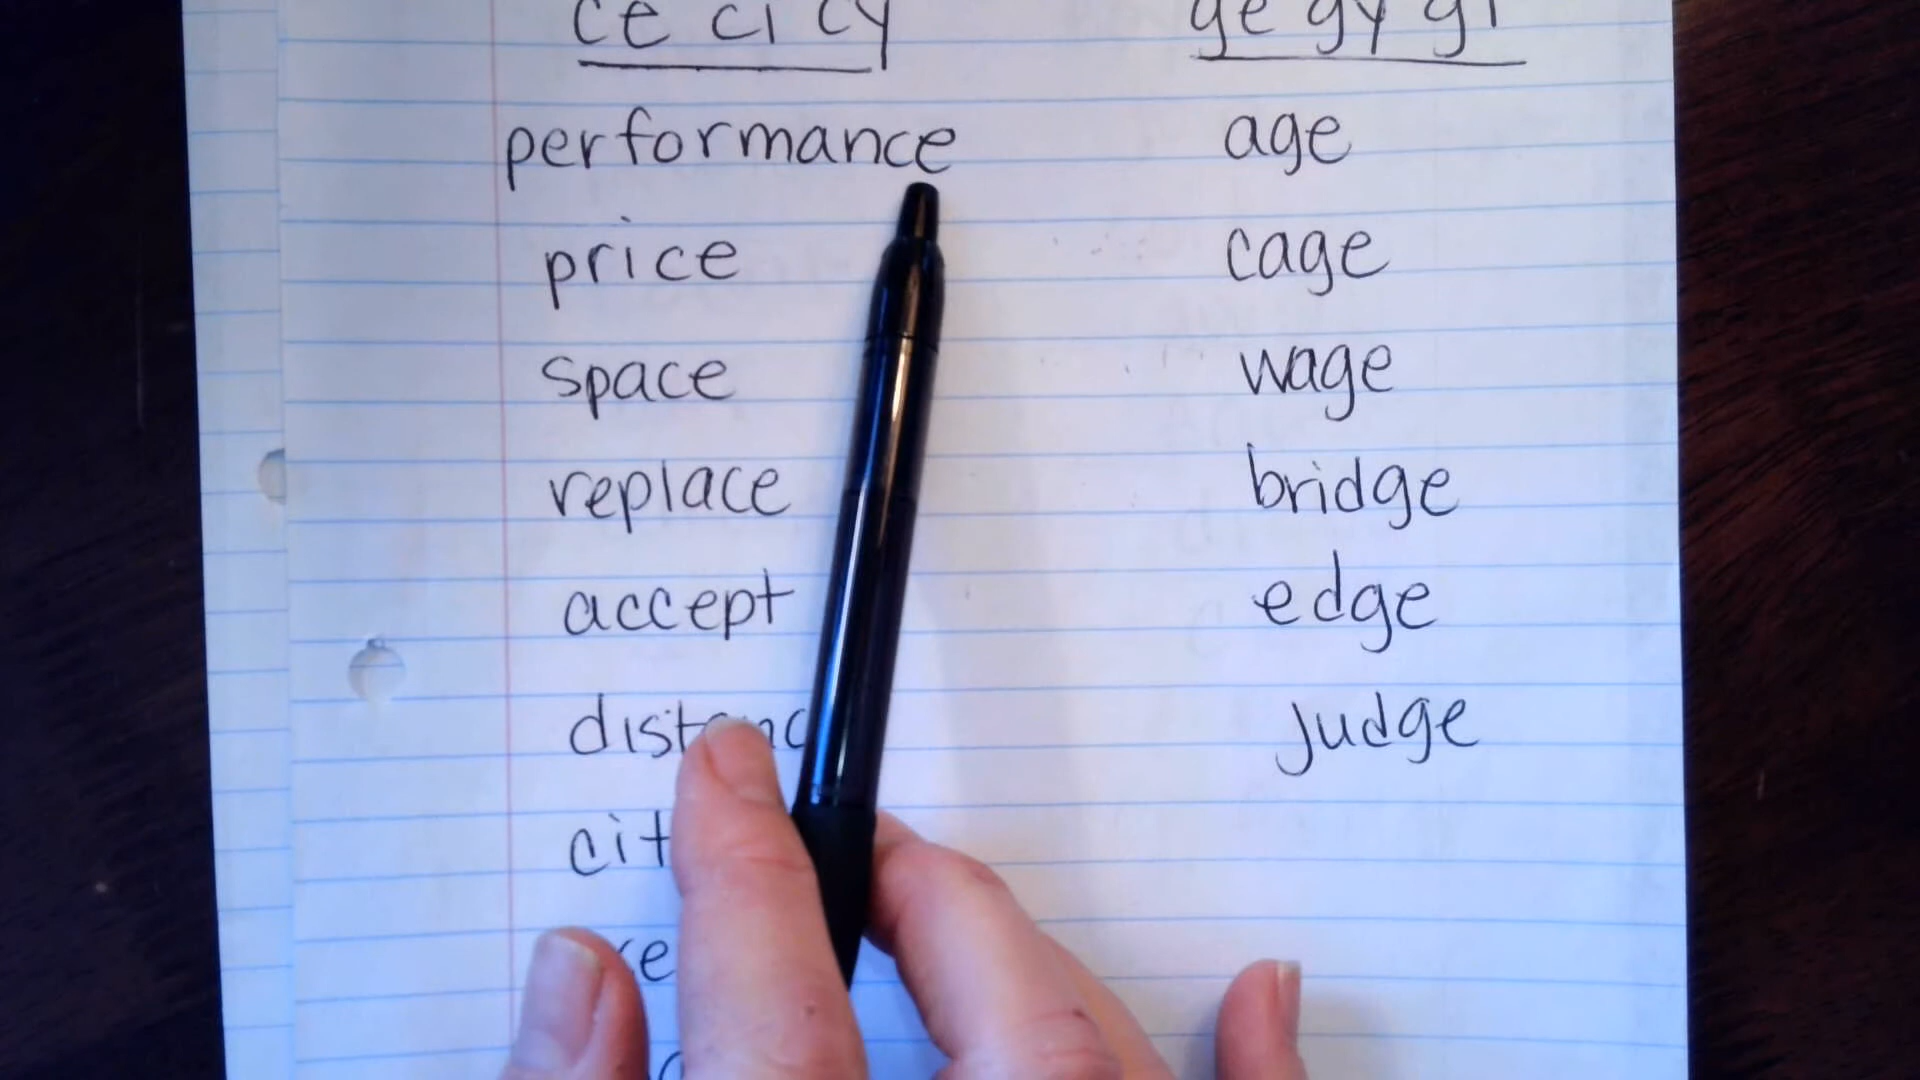 ce ci cy
performance
price
space
replace
accept
ge gy gi
age
cage
wage
bridge
edge
judge